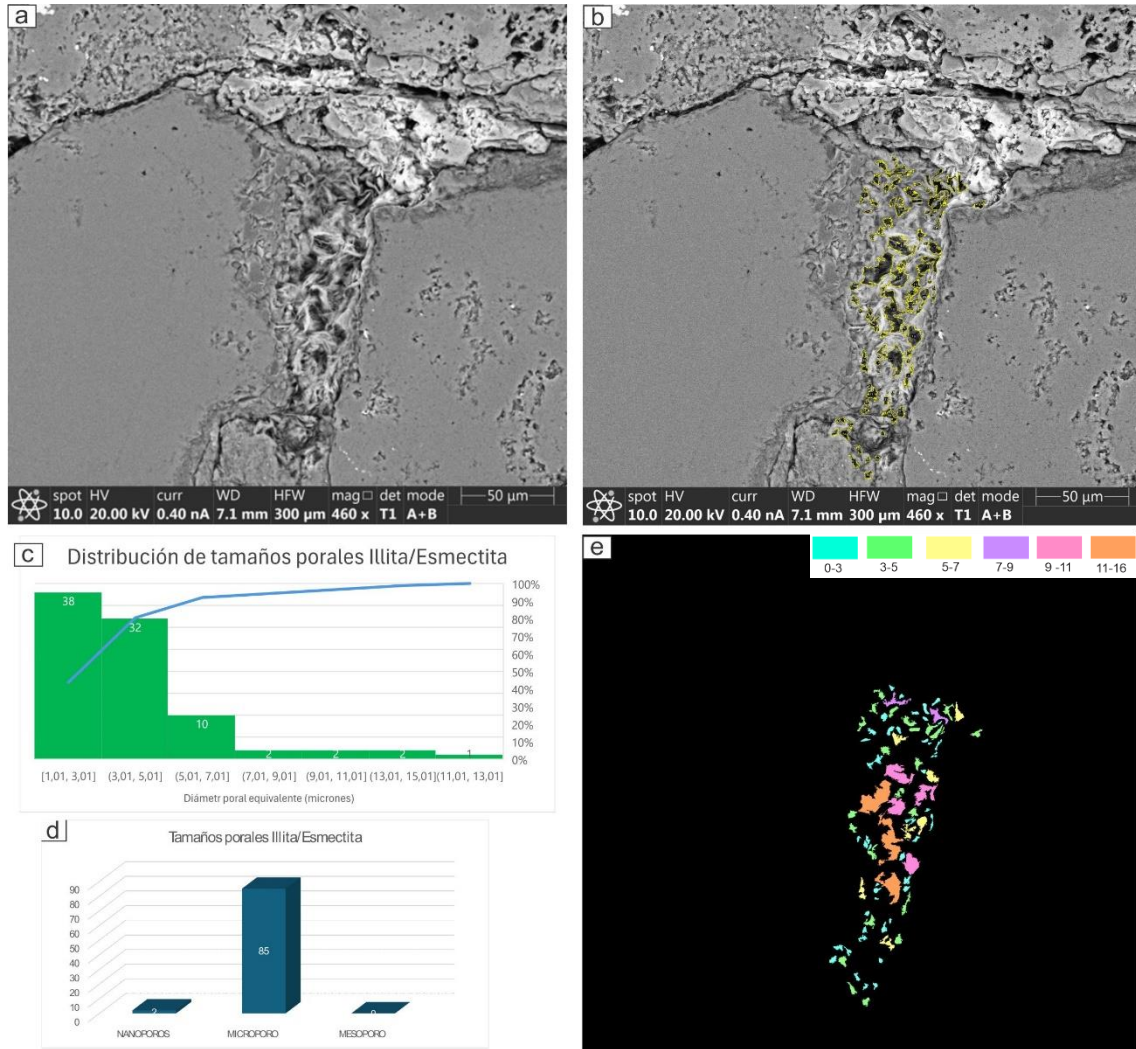 a
spot HV curr WD HFW mag □ det mode
10.0 20.00 kV 0.40 nA 7.1 mm 300 µm 460 x T1 A+B
50 µm
b
spot HV curr WD HFW mag □ det mode
10.0 20.00 kV 0.40 nA 7.1 mm 300 µm 460 x T1 A+B
50 µm
c
Distribución de tamaños porales Illita/Esmectita
38
32
10
2
2
2
1
100%
90%
80%
70%
60%
50%
40%
30%
20%
10%
0%
[1,01, 3,01] (3,01, 5,01] (5,01, 7,01] (7,01, 9,01] (9,01, 11,01] (13,01, 15,01] (11,01, 13,01]
Diámetr poral equivalente (micrones)
d
Tamaños porales Illita/Esmectita
90
80
70
60
50
40
30
20
10
0
2
85
0
NANOPOROS MICROPORO MESOPORO
e
0-3 3-5 5-7 7-9 9 -11 11-16